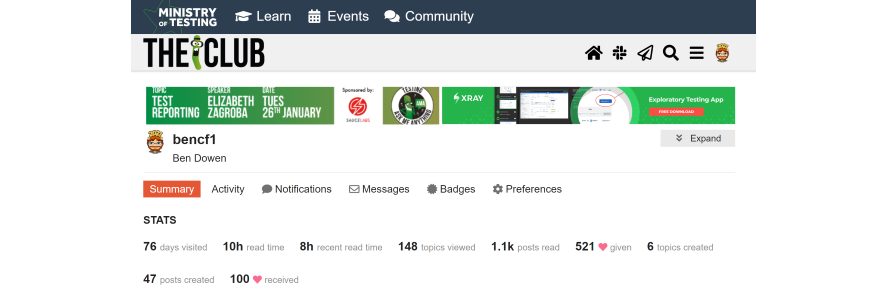 MINISTRY
OF TESTING
Learn
Events
Community
THE CLUB
TOPIC
TEST
REPORTING
SPEAKER
ELIZABETH
ZAGROBA
DATE
TUES
26TH JANUARY
Sponsored by:
SAUCELABS
TESTING
ASK ME ANYTHING
XRAY
Exploratory Testing App
FREE DOWNLOAD
bencf1
Ben Dowen
Expand
Summary Activity Notifications Messages Badges Preferences
STATS
76 days visited 10h read time 8h recent read time 148 topics viewed 1.1k posts read 521 ❤ given 6 topics created
47 posts created 100 ❤ received